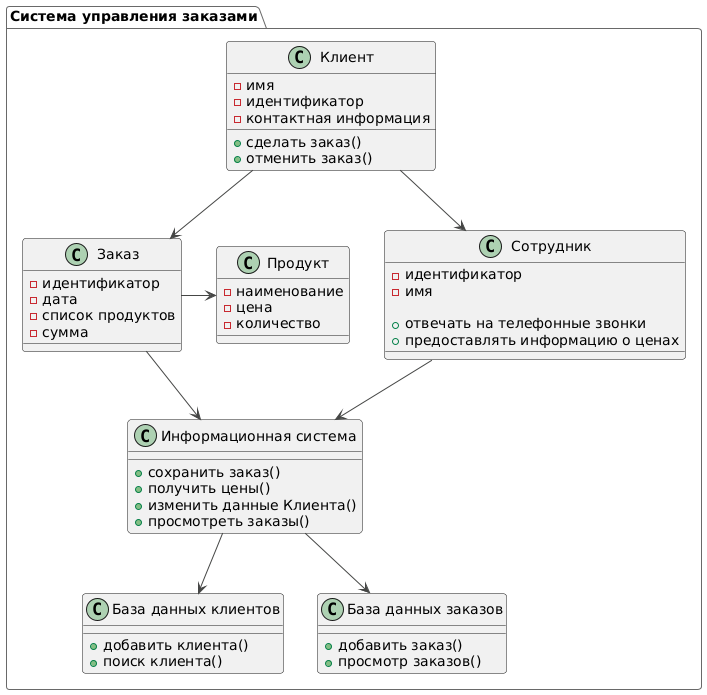 Система управления заказами
C Клиент
имя
идентификатор
контактная информация
сделать заказ()
отменить заказ()
C Заказ
идентификатор
дата
список продуктов
сумма
C Продукт
наименование
цена
количество
C Сотрудник
идентификатор
имя
отвечать на телефонные звонки
предоставлять информацию о ценах
C Информационная система
сохранить заказ()
получить цены()
изменить данные Клиента()
просмотреть заказы()
C База данных клиентов
добавить клиента()
поиск клиента()
C База данных заказов
добавить заказ()
просмотр заказов()